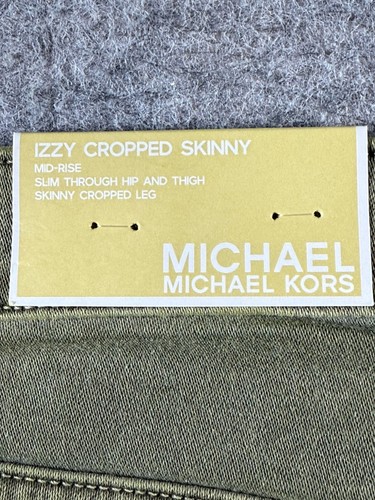 IZZY CROPPED SKINNY
MID-RISE
SLIM THROUGH HIP AND THIGH
SKINNY CROPPED LEG
MICHAEL
MICHAEL KORS